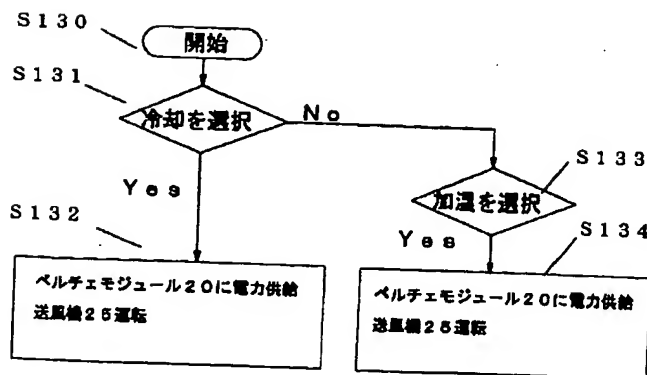 S130
開始
S131
冷却を選択
No
S133
加温を選択
Yes
S132
Yes
S134
ペルチェモジュール20に電力供給
送風機25運転
ペルチェモジュール20に電力供給
送風機25運転